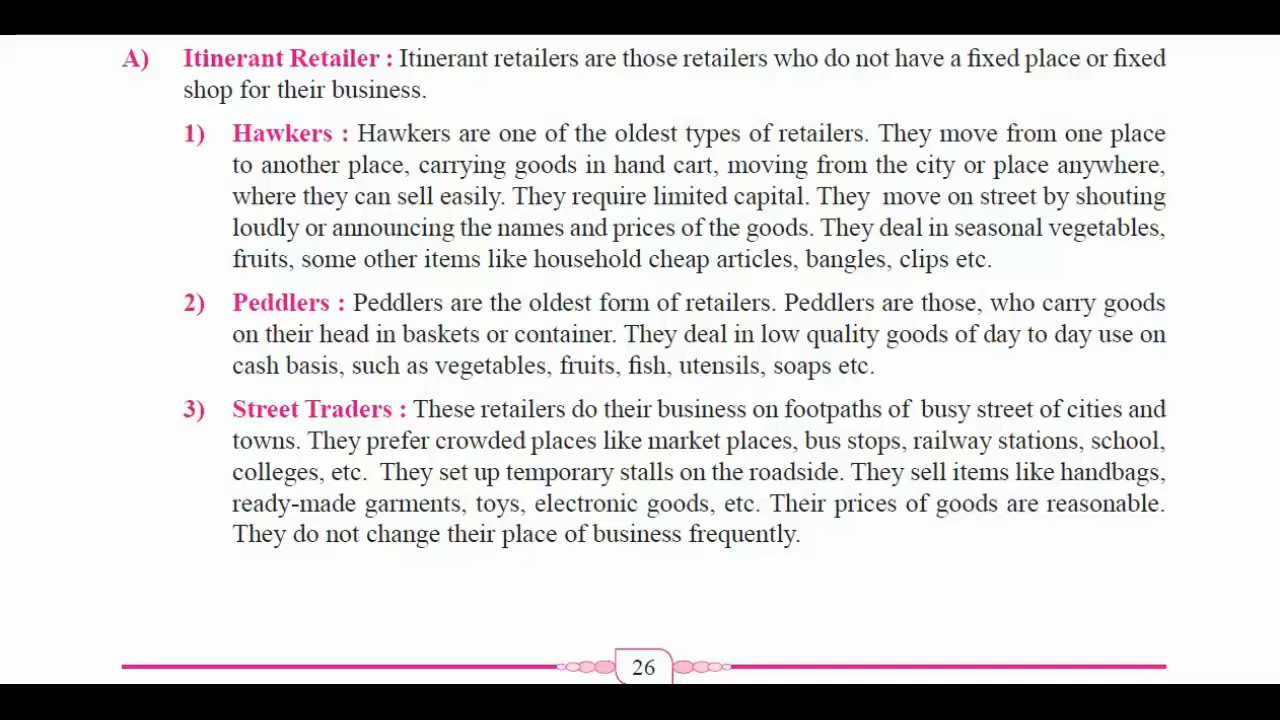 A) Itinerant Retailer : Itinerant retailers are those retailers who do not have a fixed place or fixed
shop for their business.
1) Hawkers : Hawkers are one of the oldest types of retailers. They move from one place
to another place, carrying goods in hand cart, moving from the city or place anywhere,
where they can sell easily. They require limited capital. They move on street by shouting
loudly or announcing the names and prices of the goods. They deal in seasonal vegetables,
fruits, some other items like household cheap articles, bangles, clips etc.
2) Peddlers : Peddlers are the oldest form of retailers. Peddlers are those, who carry goods
on their head in baskets or container. They deal in low quality goods of day to day use on
cash basis, such as vegetables, fruits, fish, utensils, soaps etc.
3) Street Traders : These retailers do their business on footpaths of busy street of cities and
towns. They prefer crowded places like market places, bus stops, railway stations, school,
colleges, etc. They set up temporary stalls on the roadside. They sell items like handbags,
ready-made garments, toys, electronic goods, etc. Their prices of goods are reasonable.
They do not change their place of business frequently.
26